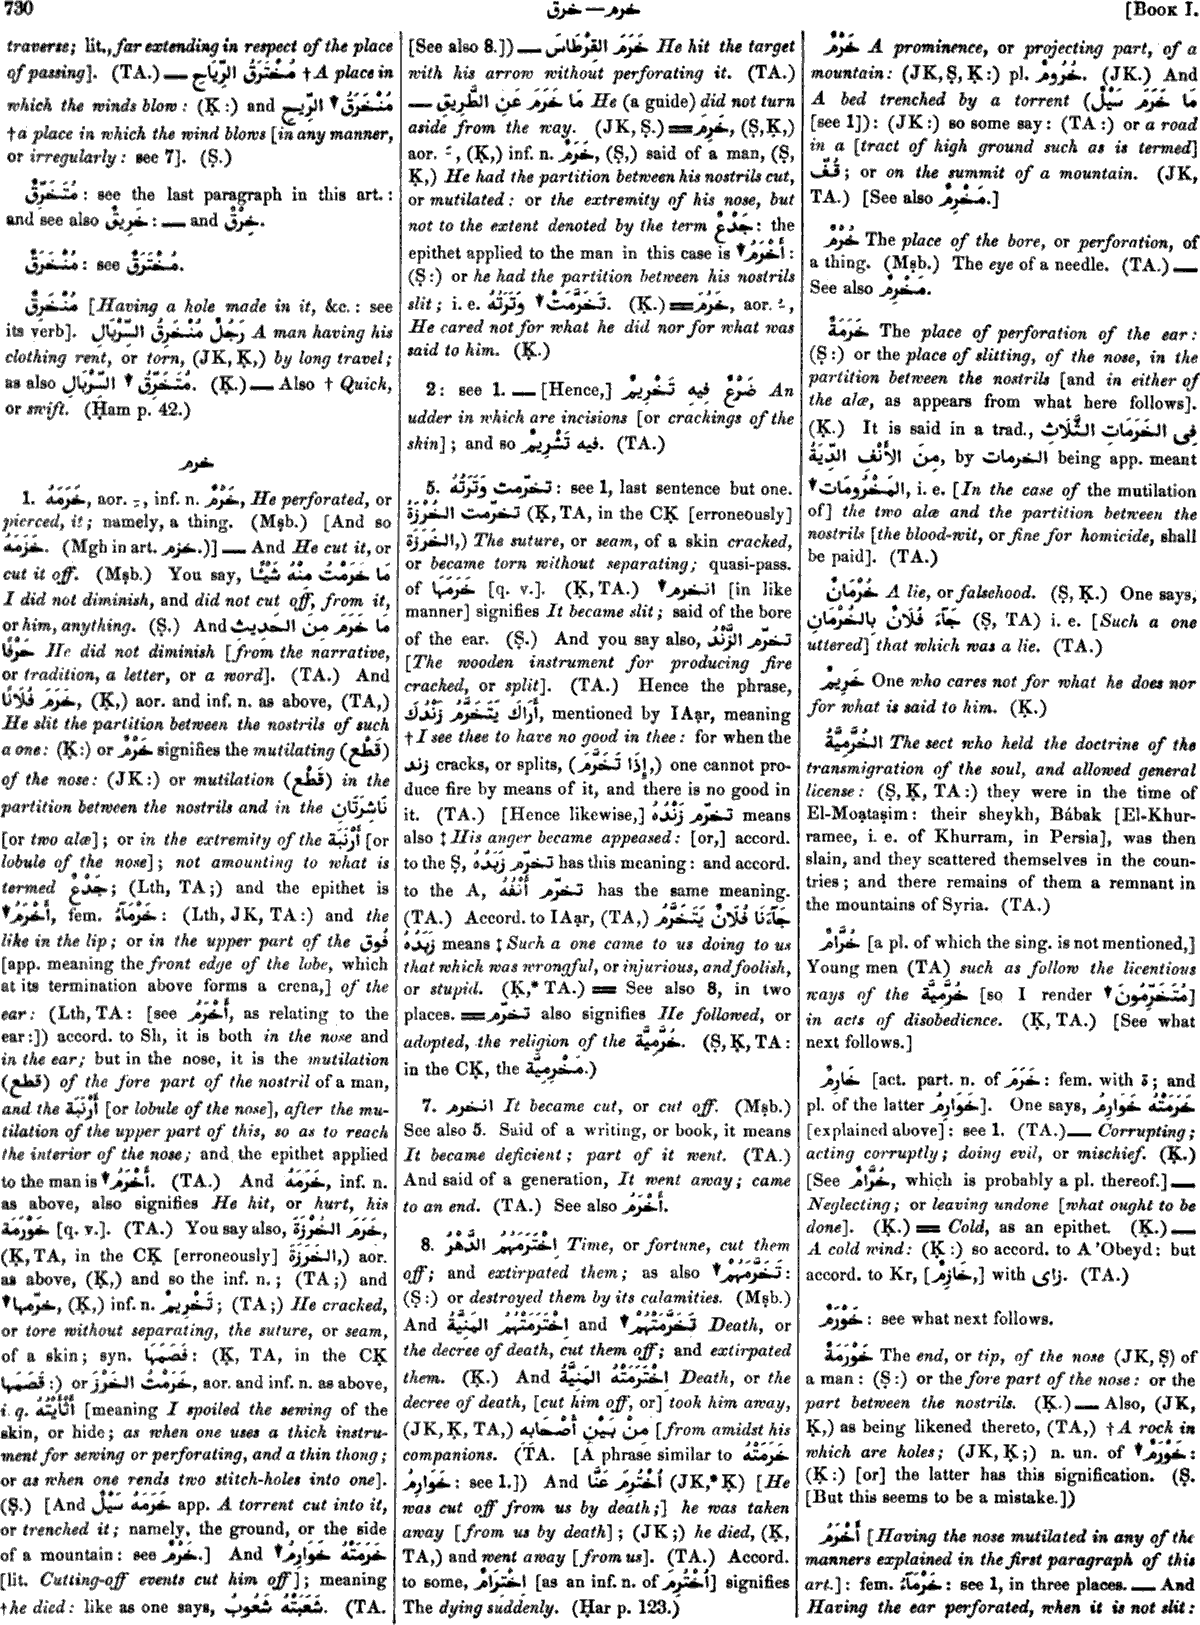 730
خرق — خرم
[BOOK I.
traverse; lit., far extending in respect of the place
of passing]. (TA.) — مُخْتَرَقُ الرِّيَاحِ † A place in
which the winds blow: (Ḳ:) and مُنْخَرَقُ الرِّيحِ
† a place in which the wind blows [in any manner,
or irregularly: see 7]. (Ṣ.)
مُتَخَرَّقٌ: see the last paragraph in this art.:
and see also خَرِيقٌ: — and خِرْقٌ.
مُنْخَرَقٌ: see مُخْتَرَقٌ.
مُنْخَرِقٌ [Having a hole made in it, &c.: see
its verb]. رَجُلٌ مُنْخَرِقُ السِّرْبَالِ A man having his
clothing rent, or torn, (JK, Ḳ,) by long travel;
as also مُتَخَرِّقُ السِّرْبَالِ. (Ḳ.) — Also † Quick,
or swift. (Ḥam p. 42.)
خرم
1. خَرَمَهُ, aor. ـِ, inf. n. خَرْمٌ, He perforated, or
pierced, it; namely, a thing. (Mṣb.) [And so
خَزَمَهُ. (Mgh in art. خزم.)] — And He cut it, or
cut it off. (Mṣb.) You say, مَا خَرَمْتُ مِنْهُ شَيْئًا
I did not diminish, and did not cut off, from it,
or him, anything. (Ṣ.) And مَا خَرَمَ مِنَ الحَدِيثِ
حَرْفًا He did not diminish [from the narrative,
or tradition, a letter, or a word]. (TA.) And
خَرَمَ فُلَانًا, (Ḳ,) aor. and inf. n. as above, (TA,)
He slit the partition between the nostrils of such
a one: (Ḳ:) or خَرْمٌ signifies the mutilating (قَطْع)
of the nose: (JK:) or mutilation (قَطْع) in the
partition between the nostrils and in the نَاشِرَتَانِ
[or two alæ]; or in the extremity of the أَرْنَبَة [or
lobule of the nose]; not amounting to what is
termed جَدْعٌ; (Lth, TA;) and the epithet is
أَخْرَمُ, fem. خَرْمَآءُ: (Lth, JK, TA:) and the
like in the lip; or in the upper part of the فُوق
[app. meaning the front edge of the lobe, which
at its termination above forms a crena,] of the
ear: (Lth, TA: [see أَخْرَمُ, as relating to the
ear:]) accord. to Sh, it is both in the nose and
in the ear; but in the nose, it is the mutilation
(قطع) of the fore part of the nostril of a man,
and the أَرْنَبَة [or lobule of the nose], after the mu-
tilation of the upper part of this, so as to reach
the interior of the nose; and the epithet applied
to the man is أَخْرَمُ. (TA.) And خَرَمَهُ, inf. n.
as above, also signifies He hit, or hurt, his
خَوْرَمَة [q. v.]. (TA.) You say also, خَرَمَ الخُرْزَةَ,
(Ḳ, TA, in the CḲ [erroneously] الخَرَزَةَ,) aor.
as above, (Ḳ,) and so the inf. n.; (TA;) and
خرّمها, (Ḳ,) inf. n. تَخْرِيمٌ; (TA;) He cracked,
or tore without separating, the suture, or seam,
of a skin; syn. فَصَمَهَا: (Ḳ, TA, in the CḲ
قَصَمَها:) or خَرَمْتُ الخَرْزَ, aor. and inf. n. as above,
i. q. أَثْأَيْتُهُ [meaning I spoiled the sewing of the
skin, or hide; as when one uses a thick instru-
ment for sewing or perforating, and a thin thong;
or as when one rends two stitch-holes into one].
(Ṣ.) [And خَرَمَهُ سَيْلٌ app. A torrent cut into it,
or trenched it; namely, the ground, or the side
of a mountain: see خَرْمٌ.] And خَرَمَتْهُ خَوَارِمُ
[lit. Cutting-off events cut him off]; meaning
† he died: like as one says, شَعَبَتْهُ شَعُوبُ. (TA.
[See also 8.]) — خَرَمَ القِرْطَاسَ He hit the target
with his arrow without perforating it. (TA.)
— مَا خَرَمَ عَنِ الطَّرِيقِ He (a guide) did not turn
aside from the way. (JK, Ṣ.) ═ خَرِمَ, (Ṣ, Ḳ,)
aor. ـَ, (Ḳ,) inf. n. خَرَمٌ, (Ṣ,) said of a man, (Ṣ,
Ḳ,) He had the partition between his nostrils cut,
or mutilated: or the extremity of his nose, but
not to the extent denoted by the term جَدْعٌ: the
epithet applied to the man in this case is أَخْرَمُ:
(Ṣ:) or he had the partition between his nostrils
slit; i. e. تَخَرَّمَتْ وَتَرَتُهُ. (Ḳ.) ═ خَرُمَ, aor. ـُ,
He cared not for what he did nor for what was
said to him. (Ḳ.)
2: see 1. — [Hence,] ضَرْعٌ فِيهِ تَخْرِيمٌ An
udder in which are incisions [or crackings of the
skin]; and so فيه تَشْرِيمٌ. (TA.)
5. تخرّمت وَتَرَتُهُ: see 1, last sentence but one.
تخرّمت الخُرْزَةُ (Ḳ, TA, in the CḲ [erroneously]
الخَرَزَةُ,) The suture, or seam, of a skin cracked,
or became torn without separating; quasi-pass.
of خَرَمَهَا [q. v.]. (Ḳ, TA.) انخرم [in like
manner] signifies It became slit; said of the bore
of the ear. (Ṣ.) And you say also, تخرّم الزَّنْدُ
[The wooden instrument for producing fire
cracked, or split]. (TA.) Hence the phrase,
أَرَاكَ يَتَخَرَّمُ زَنْدُكَ, mentioned by IAạr, meaning
† I see thee to have no good in thee: for when the
زند cracks, or splits, (إِذَا تَخَرَّمَ,) one cannot pro-
duce fire by means of it, and there is no good in
it. (TA.) [Hence likewise,] تخرّم زَنْدُهُ means
also ‡ His anger became appeased: [or,] accord.
to the Ṣ, تخرّم زَبَدُهُ has this meaning: and accord.
to the A, تخرّم أَنْفُهُ has the same meaning.
(TA.) Accord. to IAạr, (TA,) جَآءَنَا فُلَانٌ يَتَخَرَّمُ
زَبَدُهُ means ‡ Such a one came to us doing to us
that which was wrongful, or injurious, and foolish,
or stupid. (Ḳ,* TA.) ═ See also 8, in two
places. ═ تخرّم also signifies He followed, or
adopted, the religion of the خُرَّمِيَّة. (Ṣ, Ḳ, TA:
in the CḲ, the مَخْرَمِيَّة.)
7. انخرم It became cut, or cut off. (Mṣb.)
See also 5. Said of a writing, or book, it means
It became deficient; part of it went. (TA.)
And said of a generation, It went away; came
to an end. (TA.) See also أَخْرَمُ.
8. اِخْتَرَمَهُمُ الدَّهْرُ Time, or fortune, cut them
off; and extirpated them; as also تَخَرَّمَهُمْ:
(Ṣ:) or destroyed them by its calamities. (Mṣb.)
And اِخْتَرَمَتْهُمُ المَنِيَّةُ and تَخَرَّمَتْهُمْ Death, or
the decree of death, cut them off; and extirpated
them. (Ḳ.) And اِخْتَرَمَتْهُ المَنِيَّةُ Death, or the
decree of death, [cut him off, or] took him away,
(JK, Ḳ, TA,) مِنْ بَيْنِ أَصْحَابِهِ [from amidst his
companions. (TA. [A phrase similar to خَرَمَتْهُ
خَوَارِمُ: see 1.]) And اُخْتُرِمَ عَنَّا (JK,* Ḳ) [He
was cut off from us by death;] he was taken
away [from us by death]; (JK;) he died, (Ḳ,
TA,) and went away [from us]. (TA.) Accord.
to some, اِخْتِرَامٌ [as an inf. n. of اُخْتُرِمَ] signifies
The dying suddenly. (Ḥar p. 123.)
خَرْمٌ A prominence, or projecting part, of a
mountain: (JK, Ṣ, Ḳ:) pl. خُرُومٌ. (JK.) And
A bed trenched by a torrent (مَا خَرَمَ سَيْلٌ
[see 1]): (JK:) so some say: (TA:) or a road
in a [tract of high ground such as is termed]
قُفّ; or on the summit of a mountain. (JK,
TA.) [See also مَخْرِمٌ.]
خُرْمٌ The place of the bore, or perforation, of
a thing. (Mṣb.) The eye of a needle. (TA.) —
See also مَخْرِمٌ.
خَرَمَةٌ The place of perforation of the ear:
(Ṣ:) or the place of slitting, of the nose, in the
partition between the nostrils [and in either of
the alæ, as appears from what here follows].
(Ḳ.) It is said in a trad., فِى الخَرَمَاتِ الثَّلَاثِ
مِنَ الأَنْفِ الدِّيَةُ, by الخرمات being app. meant
المَخْرُومَات, i. e. [In the case of the mutilation
of] the two alæ and the partition between the
nostrils [the blood-wit, or fine for homicide, shall
be paid]. (TA.)
خُرْمَانٌ A lie, or falsehood. (Ṣ, Ḳ.) One says,
جَآءَ فُلَانٌ بِالخُرْمَانِ (Ṣ, TA) i. e. [Such a one
uttered] that which was a lie. (TA.)
خَرِيمٌ One who cares not for what he does nor
for what is said to him. (Ḳ.)
الخُرَّمِيَّةُ The sect who held the doctrine of the
transmigration of the soul, and allowed general
license: (Ṣ, Ḳ, TA:) they were in the time of
El-Moạtaṣim: their sheykh, Bábak [El-Khur-
ramee, i. e. of Khurram, in Persia], was then
slain, and they scattered themselves in the coun-
tries; and there remains of them a remnant in
the mountains of Syria. (TA.)
خُرَّامٌ [a pl. of which the sing. is not mentioned,]
Young men (TA) such as follow the licentious
ways of the خُرَّمِيَّة [so I render مُتَخَرِّمُونَ]
in acts of disobedience. (Ḳ, TA.) [See what
next follows.]
خَارِمٌ [act. part. n. of خَرَمَ: fem. with ة; and
pl. of the latter خَوَارِمُ]. One says, خَرَمَتْهُ خَوَارِمُ
[explained above]: see 1. (TA.) — Corrupting;
acting corruptly; doing evil, or mischief. (Ḳ.)
[See خُرَّامٌ, which is probably a pl. thereof.] —
Neglecting; or leaving undone [what ought to be
done]. (Ḳ.) ═ Cold, as an epithet. (Ḳ.) —
A cold wind: (Ḳ:) so accord. to A 'Obeyd: but
accord. to Kr, [خَازِمٌ,] with زاى. (TA.)
خَوْرَمٌ: see what next follows.
خَوْرَمَةٌ The end, or tip, of the nose (JK, Ṣ) of
a man: (Ṣ:) or the fore part of the nose: or the
part between the nostrils. (Ḳ.) — Also, (JK,
Ḳ,) as being likened thereto, (TA,) † A rock in
which are holes; (JK, Ḳ;) n. un. of خَوْرَمٌ:
(Ḳ:) [or] the latter has this signification. (Ṣ.
[But this seems to be a mistake.])
أَخْرَمُ [Having the nose mutilated in any of the
manners explained in the first paragraph of this
art.]: fem. خَرْمَآءُ: see 1, in three places. — And
Having the ear perforated, when it is not slit: